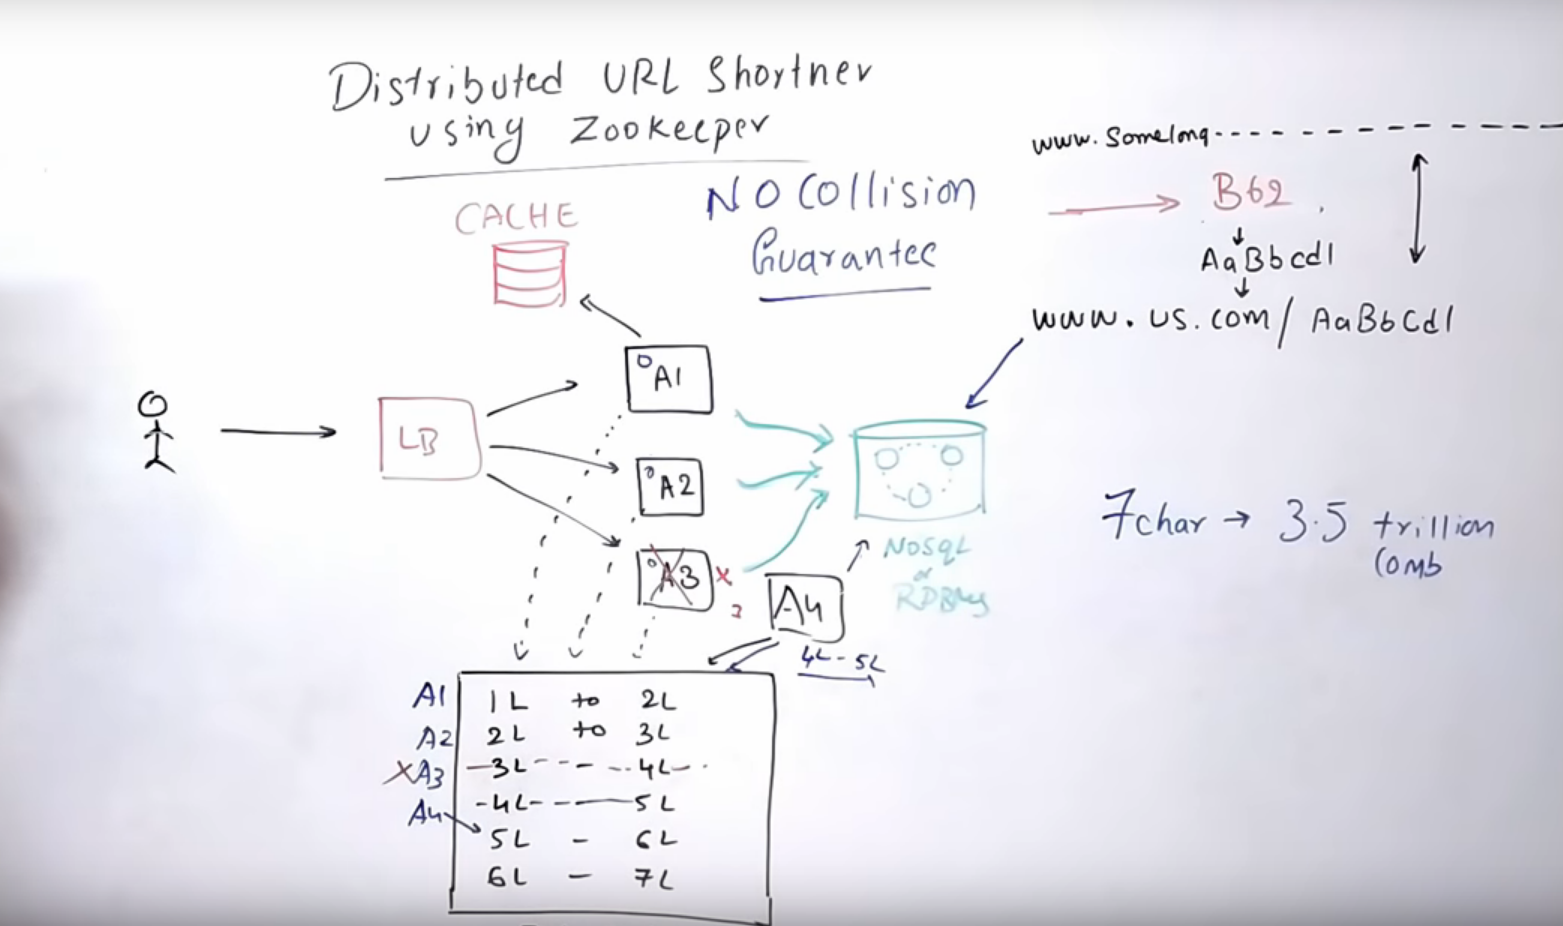 Distributed URL Shortner
using Zookeeper
CACHE
NO Collision
Guarantee
www.Somelong
B62
AaBbcd1
www.us.com/AaBbCd1
LB
A1
A2
A3
A4
4L-5L
NoSQL
or
RDBMS
7char → 3.5 trillion
Comb
A1 1L to 2L
A2 2L to 3L
XA3 3L 4L
4L 5L
A4 5L - 6L
6L - 7L